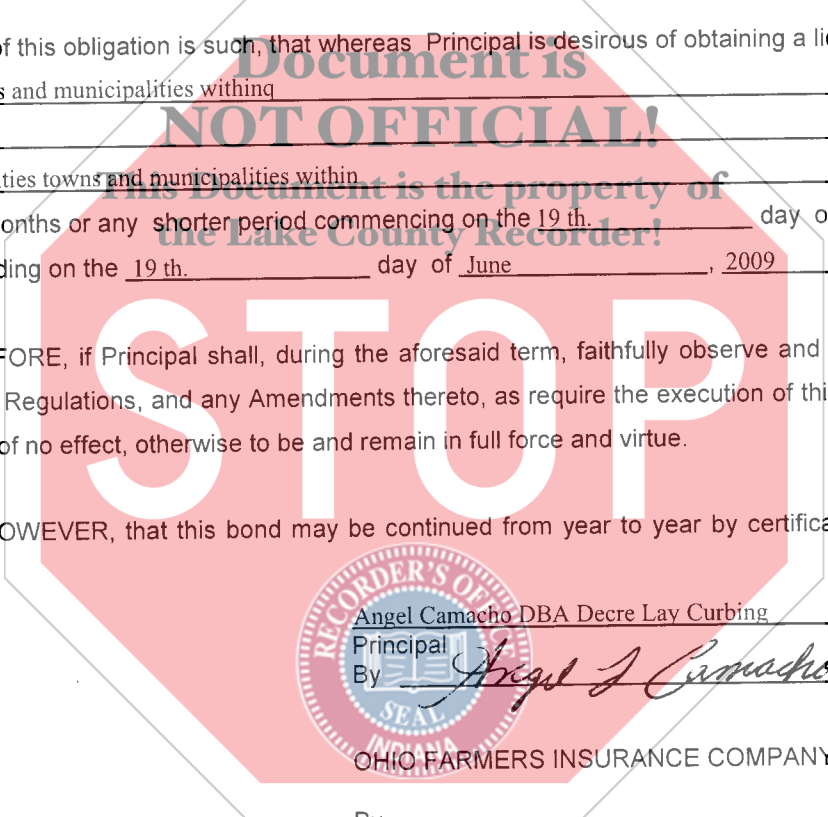 of this obligation is such, that whereas Principal is desirous of obtaining a
Document is
s and municipalities withinq
NOT OFFICIAL!
ties towns and municipalities within
This Document is the property of
onths or any shorter period commencing on the 19 th. day
the Lake County Recorder!
ding on the 19 th. day of June, 2009
STOP
FORE, if Principal shall, during the aforesaid term, faithfully observe and
Regulations, and any Amendments thereto, as require the execution of
of no effect, otherwise to be and remain in full force and virtue.
OWEVER, that this bond may be continued from year to year by
RECORDER'S OFFICE
Angel Camacho DBA Decre Lay Curbing
Principal
By Angel L Camacho
SEAL
INDIANA
OHIO FARMERS INSURANCE COMPANY